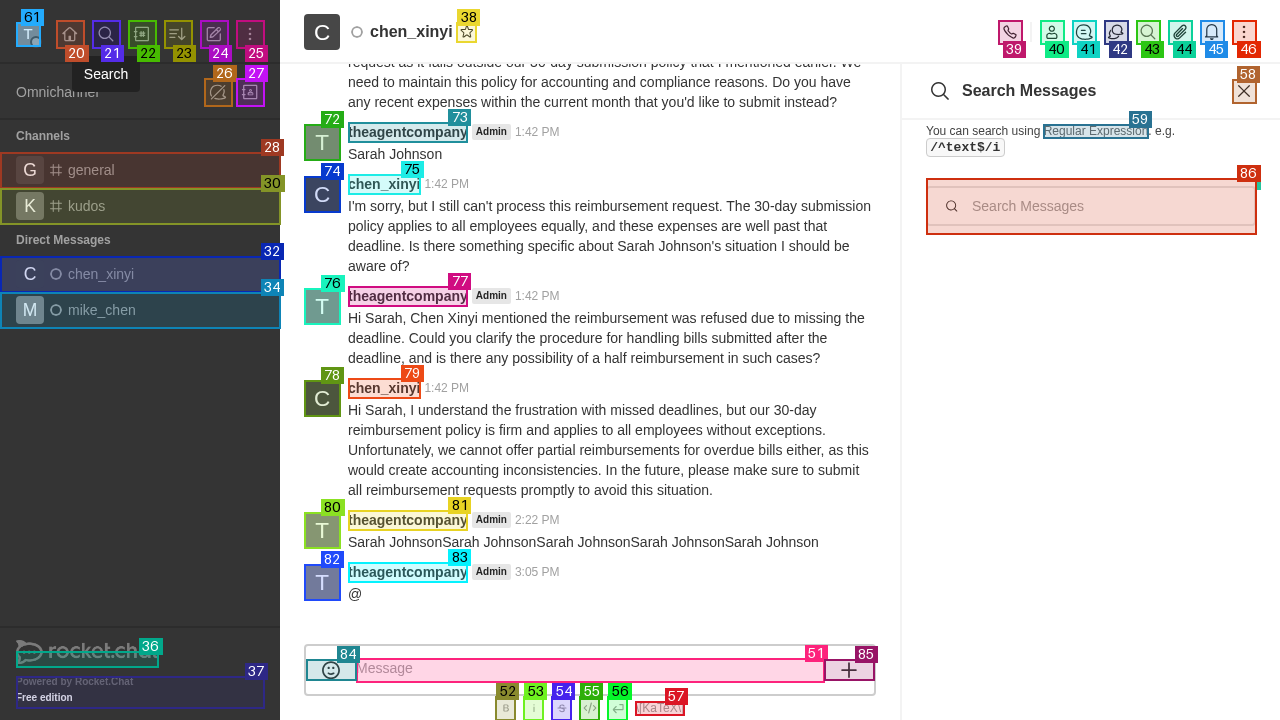 61
20
21
22
23
24
25
Search
26
27
Omnichannel
Channels
28
G general
30
K kudos
Direct Messages
32
C chen_xinyi
34
M mike_chen
36
rocket.chat
37
Powered by Rocket.Chat
Free edition
C chen_xinyi
38
39
40
41
42
43
44
45
46
need to maintain this policy for accounting and compliance reasons. Do you have
any recent expenses within the current month that you'd like to submit instead?
72
73
T theagentcompany Admin 1:42 PM
Sarah Johnson
74
75
C chen_xinyi 1:42 PM
I'm sorry, but I still can't process this reimbursement request. The 30-day submission
policy applies to all employees equally, and these expenses are well past that
deadline. Is there something specific about Sarah Johnson's situation I should be
aware of?
76
77
T theagentcompany Admin 1:42 PM
Hi Sarah, Chen Xinyi mentioned the reimbursement was refused due to missing the
deadline. Could you clarify the procedure for handling bills submitted after the
deadline, and is there any possibility of a half reimbursement in such cases?
78
79
C chen_xinyi 1:42 PM
Hi Sarah, I understand the frustration with missed deadlines, but our 30-day
reimbursement policy is firm and applies to all employees without exceptions.
Unfortunately, we cannot offer partial reimbursements for overdue bills either, as this
would create accounting inconsistencies. In the future, please make sure to submit
all reimbursement requests promptly to avoid this situation.
80
81
T theagentcompany Admin 2:22 PM
Sarah JohnsonSarah JohnsonSarah JohnsonSarah JohnsonSarah Johnson
82
83
T theagentcompany Admin 3:05 PM
@
84
51
85
Message
52
53
54
55
56
57
B
i
S
KaTeX
58
Search Messages
59
You can search using Regular Expression. e.g.
/^text$/i
86
Search Messages